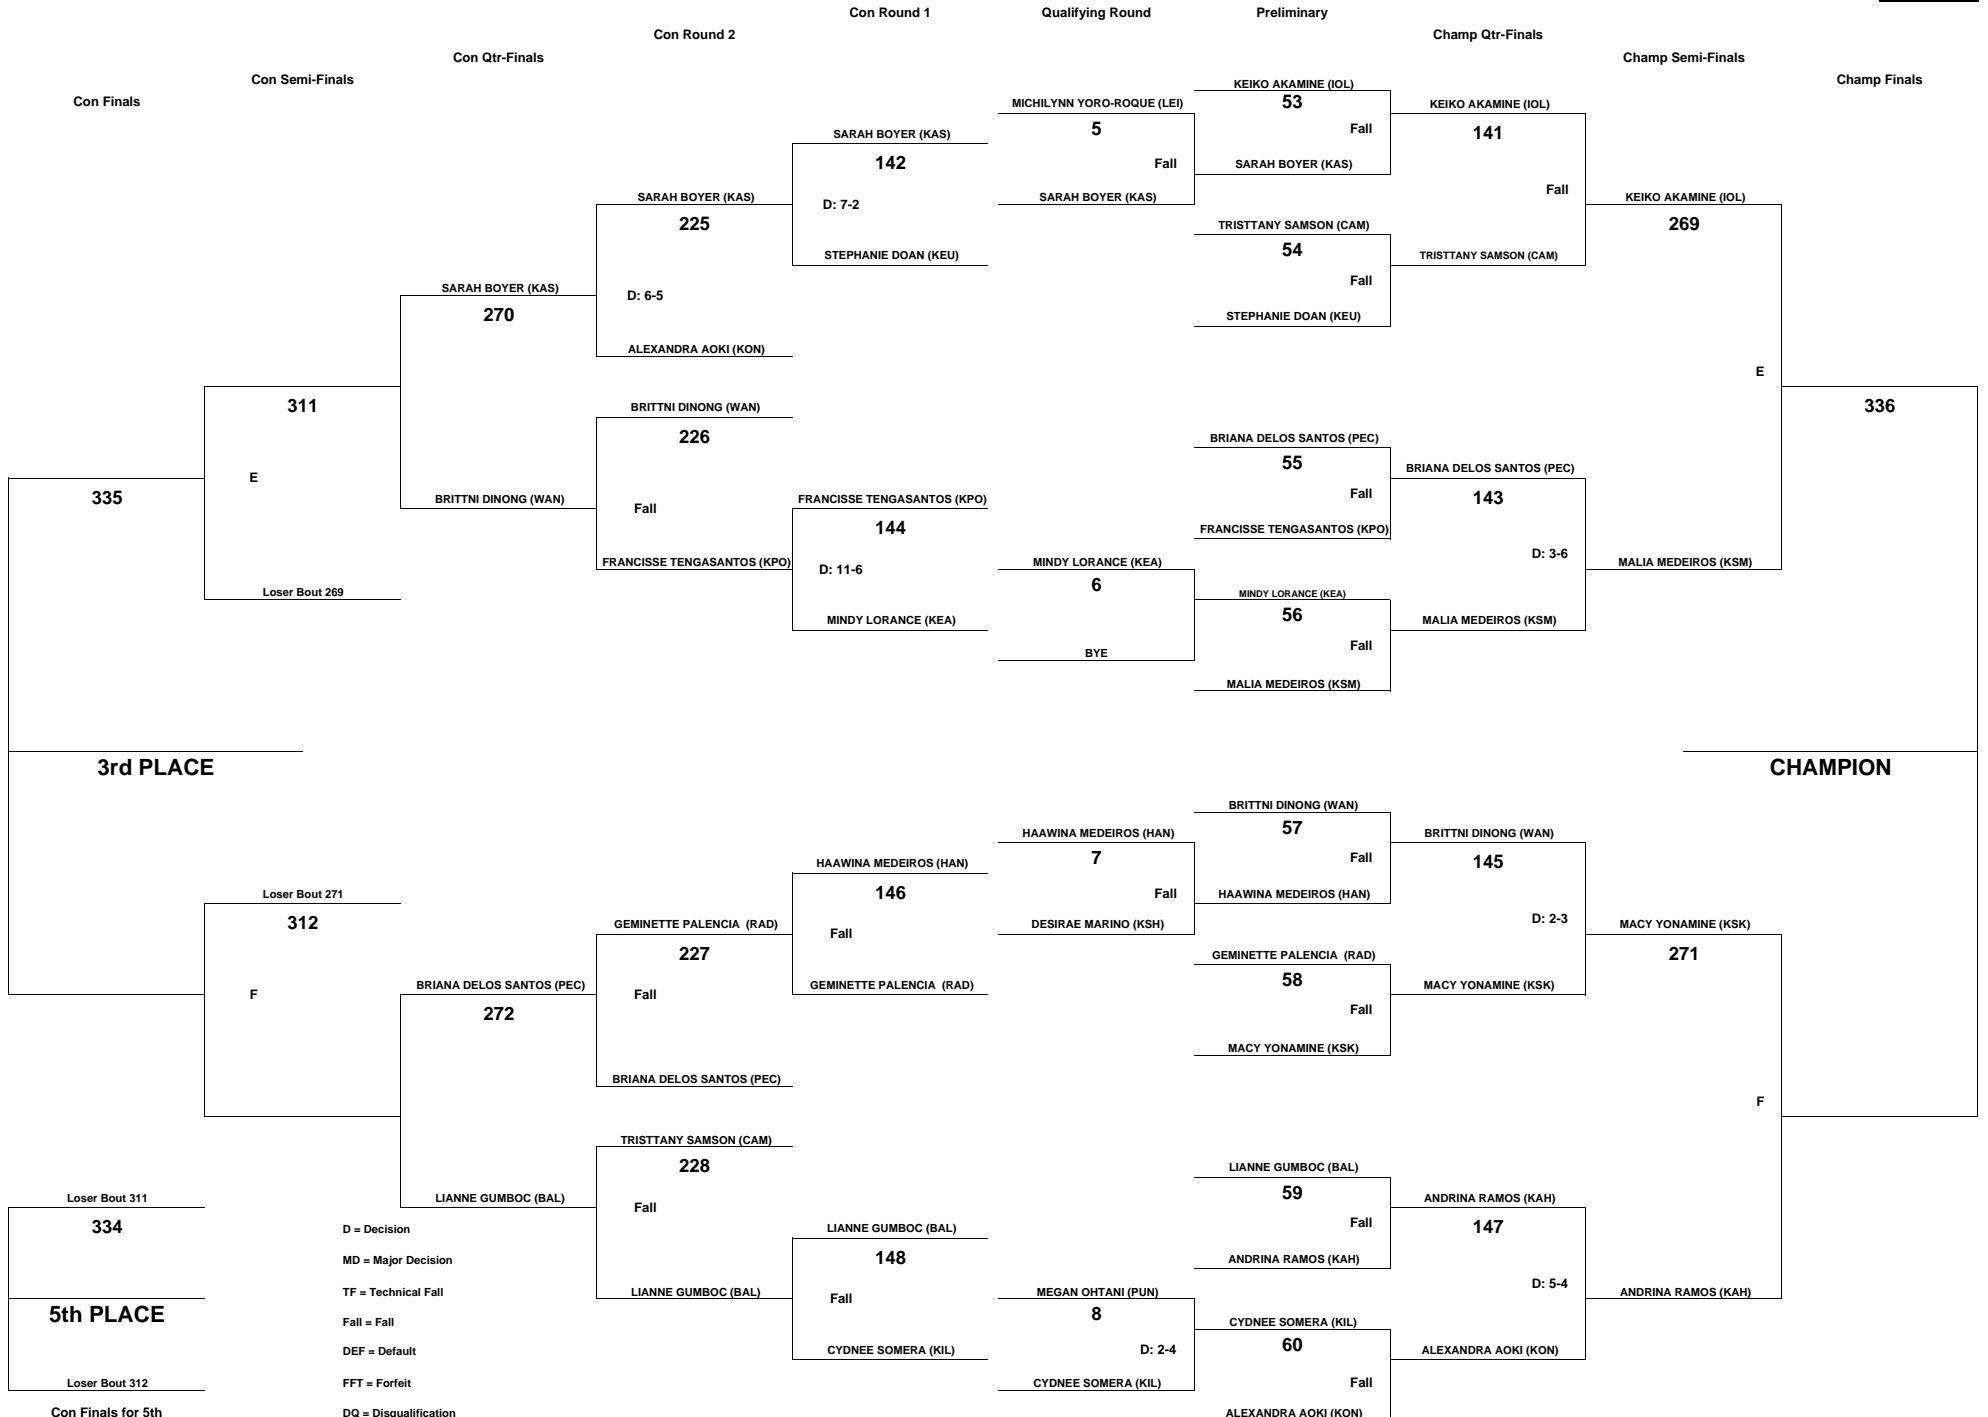 Con Round 1
Qualifying Round
Preliminary
Con Round 2
Champ Qtr-Finals
Con Qtr-Finals
Champ Semi-Finals
Con Semi-Finals
Champ Finals
Con Finals
KEIKO AKAMINE (IOL)
MICHILYNN YORO-ROQUE (LEI)
53
KEIKO AKAMINE (IOL)
SARAH BOYER (KAS)
5
Fall
141
142
Fall
SARAH BOYER (KAS)
Fall
SARAH BOYER (KAS)
D: 7-2
SARAH BOYER (KAS)
KEIKO AKAMINE (IOL)
225
TRISTTANY SAMSON (CAM)
269
STEPHANIE DOAN (KEU)
54
TRISTTANY SAMSON (CAM)
SARAH BOYER (KAS)
D: 6-5
Fall
270
STEPHANIE DOAN (KEU)
ALEXANDRA AOKI (KON)
E
311
BRITTNI DINONG (WAN)
336
226
BRIANA DELOS SANTOS (PEC)
55
BRIANA DELOS SANTOS (PEC)
E
335
BRITTNI DINONG (WAN)
Fall
FRANCISSE TENGASANTOS (KPO)
Fall
143
144
FRANCISSE TENGASANTOS (KPO)
D: 3-6
FRANCISSE TENGASANTOS (KPO)
D: 11-6
MINDY LORANCE (KEA)
MALIA MEDEIROS (KSM)
Loser Bout 269
6
MINDY LORANCE (KEA)
MINDY LORANCE (KEA)
56
MALIA MEDEIROS (KSM)
BYE
Fall
MALIA MEDEIROS (KSM)
3rd PLACE
CHAMPION
BRITTNI DINONG (WAN)
HAAWINA MEDEIROS (HAN)
57
BRITTNI DINONG (WAN)
HAAWINA MEDEIROS (HAN)
7
Fall
145
Loser Bout 271
146
Fall
HAAWINA MEDEIROS (HAN)
312
GEMINETTE PALENCIA (RAD)
Fall
DESIRAE MARINO (KSH)
D: 2-3
MACY YONAMINE (KSK)
227
GEMINETTE PALENCIA (RAD)
271
F
BRIANA DELOS SANTOS (PEC)
Fall
GEMINETTE PALENCIA (RAD)
58
MACY YONAMINE (KSK)
272
Fall
MACY YONAMINE (KSK)
BRIANA DELOS SANTOS (PEC)
F
TRISTTANY SAMSON (CAM)
228
LIANNE GUMBOC (BAL)
Loser Bout 311
LIANNE GUMBOC (BAL)
Fall
59
ANDRINA RAMOS (KAH)
334
D = Decision
LIANNE GUMBOC (BAL)
Fall
147
MD = Major Decision
148
ANDRINA RAMOS (KAH)
TF = Technical Fall
LIANNE GUMBOC (BAL)
Fall
MEGAN OHTANI (PUN)
D: 5-4
ANDRINA RAMOS (KAH)
5th PLACE
Fall = Fall
8
CYDNEE SOMERA (KIL)
DEF = Default
CYDNEE SOMERA (KIL)
D: 2-4
60
ALEXANDRA AOKI (KON)
Loser Bout 312
FFT = Forfeit
CYDNEE SOMERA (KIL)
Fall
Con Finals for 5th
DQ = Disqualification
ALEXANDRA AOKI (KON)